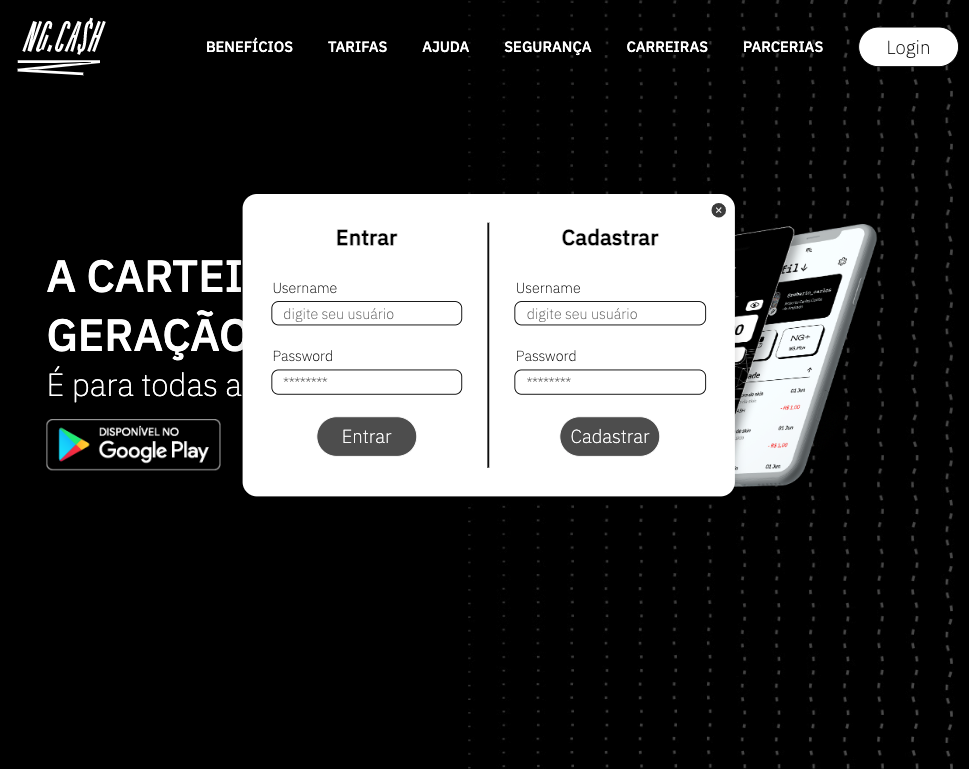 NG.CA$H
BENEFÍCIOS TARIFAS AJUDA SEGURANÇA CARREIRAS PARCERIAS Login
Entrar
Username
digite seu usuário
Password
********
Entrar
Cadastrar
Username
digite seu usuário
Password
********
Cadastrar
A CARTEI
GERAÇÃO
É para todas a
DISPONÍVEL NO
Google Play
fil↓
NG+
01 Jun
- R$ 1,00
01 Jun
- R$ 1,00
01 Jun